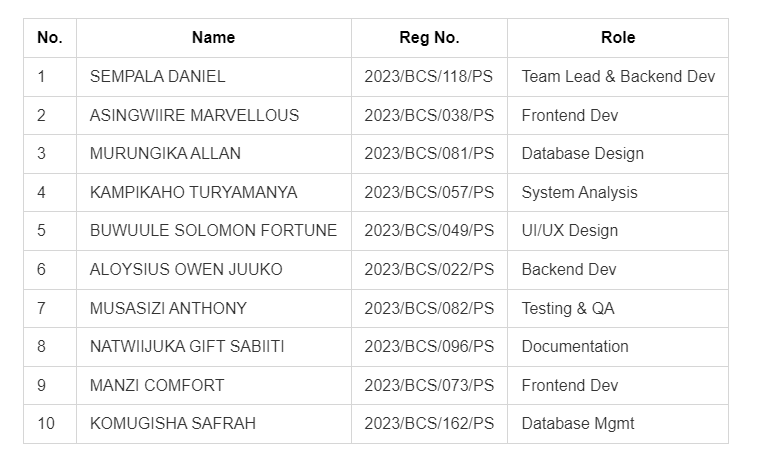 No. Name Reg No. Role
1 SEMPALA DANIEL 2023/BCS/118/PS Team Lead & Backend Dev
2 ASINGWIIRE MARVELLOUS 2023/BCS/038/PS Frontend Dev
3 MURUNGIKA ALLAN 2023/BCS/081/PS Database Design
4 KAMPIKAHO TURYAMANYA 2023/BCS/057/PS System Analysis
5 BUWUULE SOLOMON FORTUNE 2023/BCS/049/PS UI/UX Design
6 ALOYSIUS OWEN JUUKO 2023/BCS/022/PS Backend Dev
7 MUSASIZI ANTHONY 2023/BCS/082/PS Testing & QA
8 NATWIIJUKA GIFT SABIITI 2023/BCS/096/PS Documentation
9 MANZI COMFORT 2023/BCS/073/PS Frontend Dev
10 KOMUGISHA SAFRAH 2023/BCS/162/PS Database Mgmt